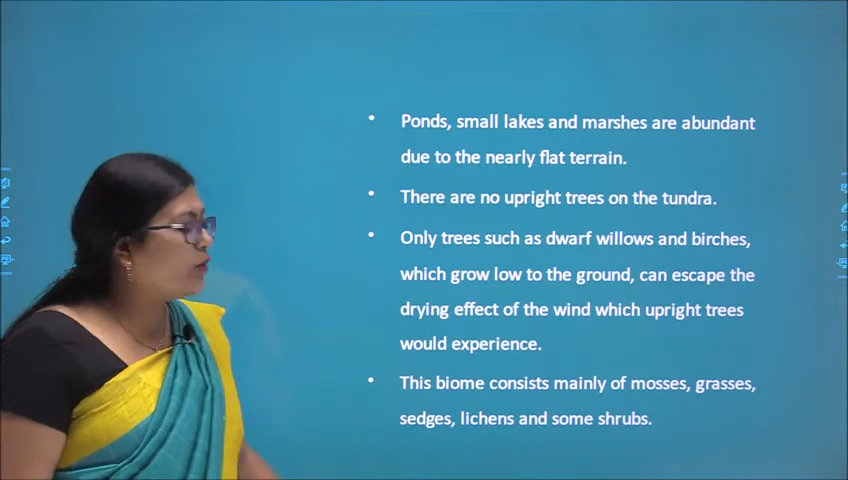 • Ponds, small lakes and marshes are abundant
due to the nearly flat terrain.
• There are no upright trees on the tundra.
• Only trees such as dwarf willows and birches,
which grow low to the ground, can escape the
drying effect of the wind which upright trees
would experience.
• This biome consists mainly of mosses, grasses,
sedges, lichens and some shrubs.